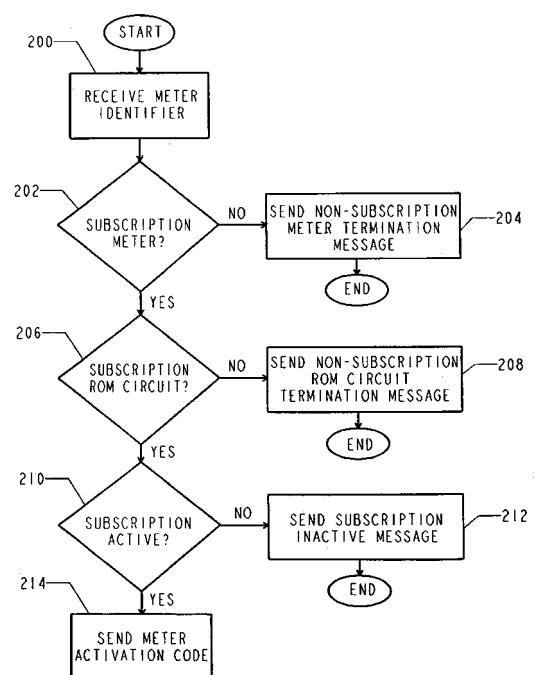 START
200
RECEIVE METER
IDENTIFIER
202
SUBSCRIPTION
METER?
NO
SEND NON-SUBSCRIPTION
METER TERMINATION
MESSAGE
204
END
YES
206
SUBSCRIPTION
ROM CIRCUIT?
NO
SEND NON-SUBSCRIPTION
ROM CIRCUIT
TERMINATION MESSAGE
208
END
YES
210
SUBSCRIPTION
ACTIVE?
NO
SEND SUBSCRIPTION
INACTIVE MESSAGE
212
END
YES
214
SEND METER
ACTIVATION CODE